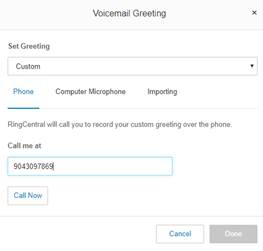 Voicemail Greeting
×
Set Greeting
Custom
Phone Computer Microphone Importing
RingCentral will call you to record your custom greeting over the phone.
Call me at
9043097869
Call Now
Cancel Done